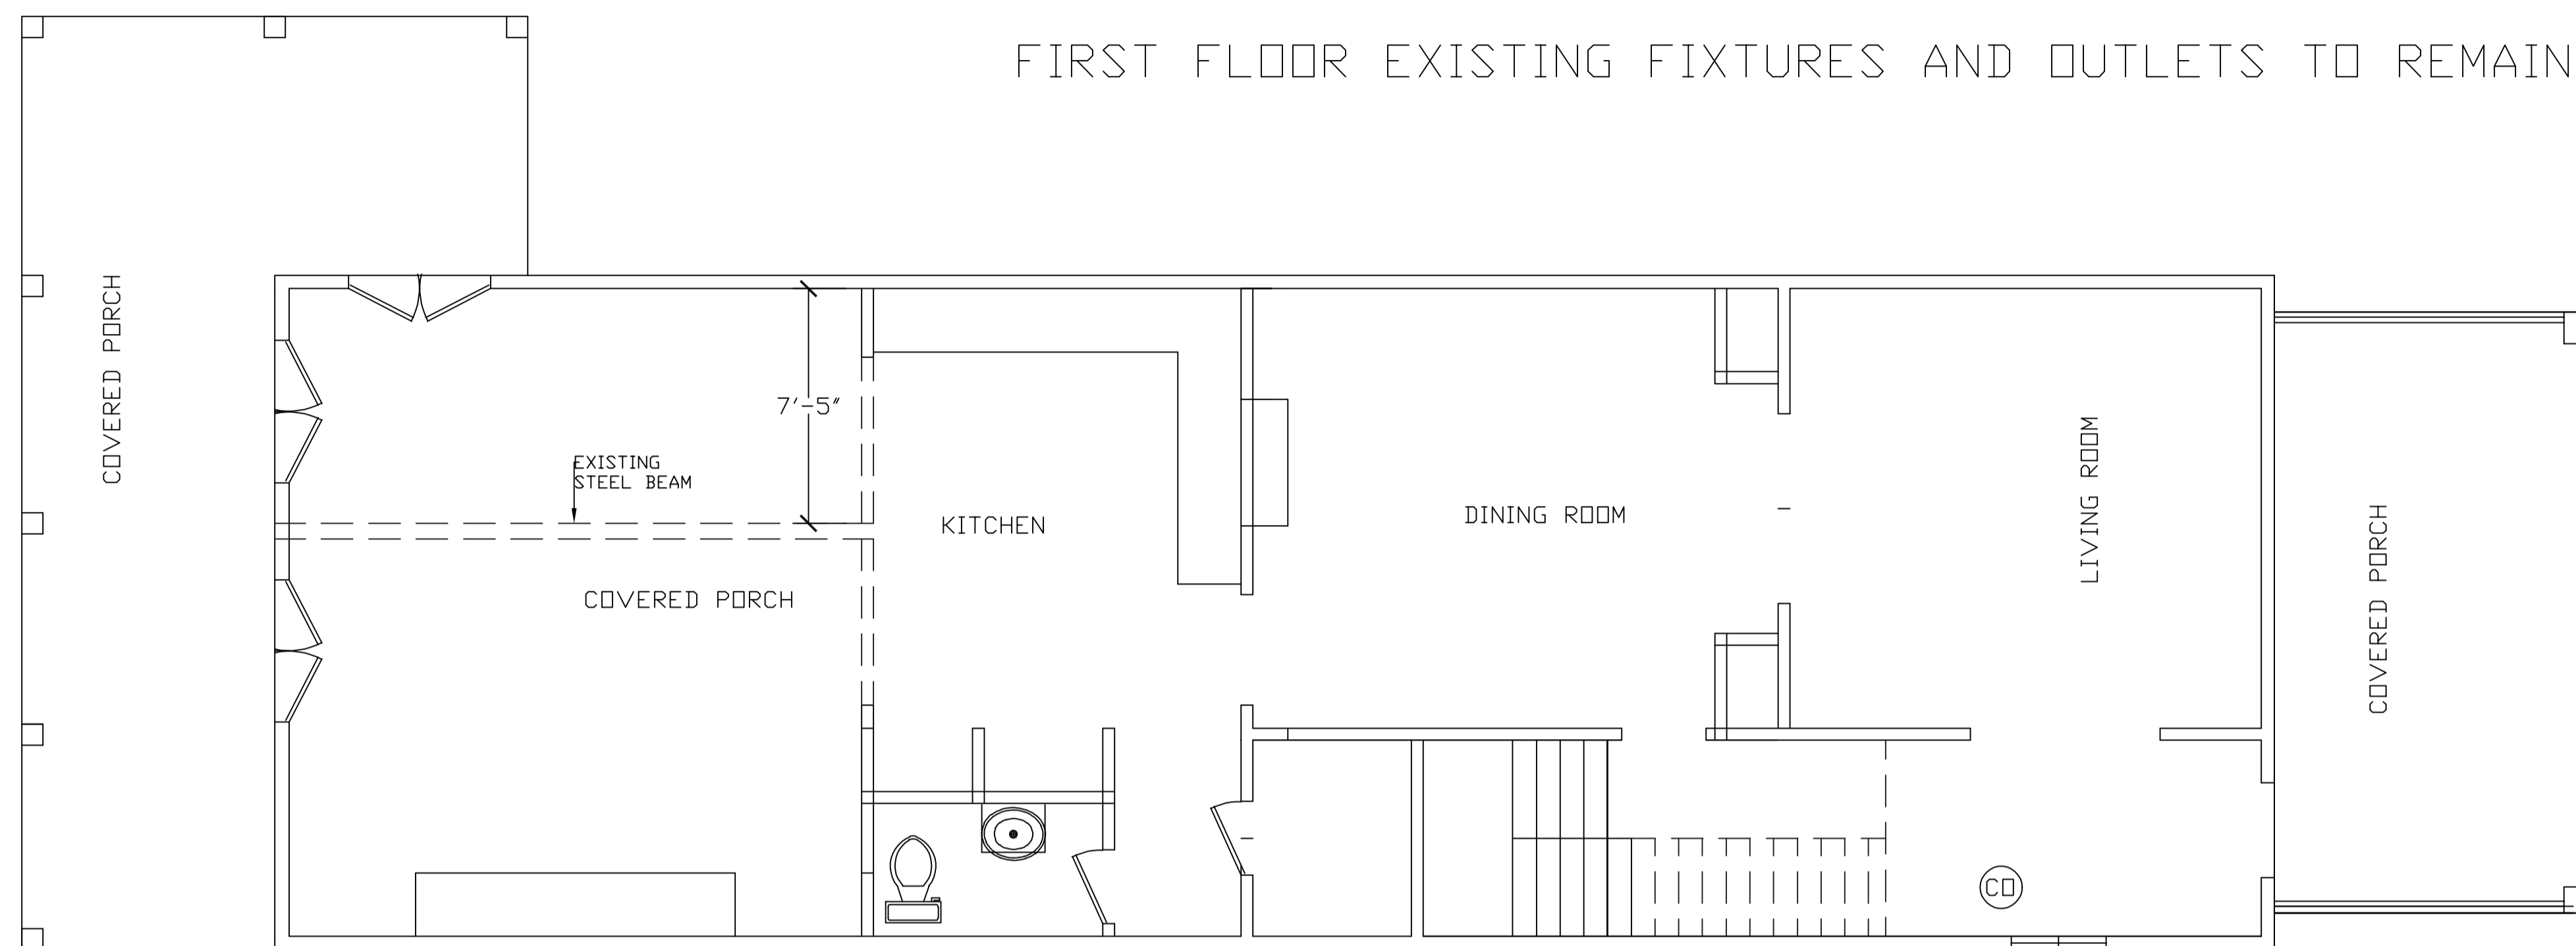 FIRST FLOOR EXISTING FIXTURES AND OUTLETS TO REMAIN
COVERED PORCH
7'-5"
EXISTING
STEEL BEAM
KITCHEN
DINING ROOM
LIVING ROOM
COVERED PORCH
COVERED PORCH
CO